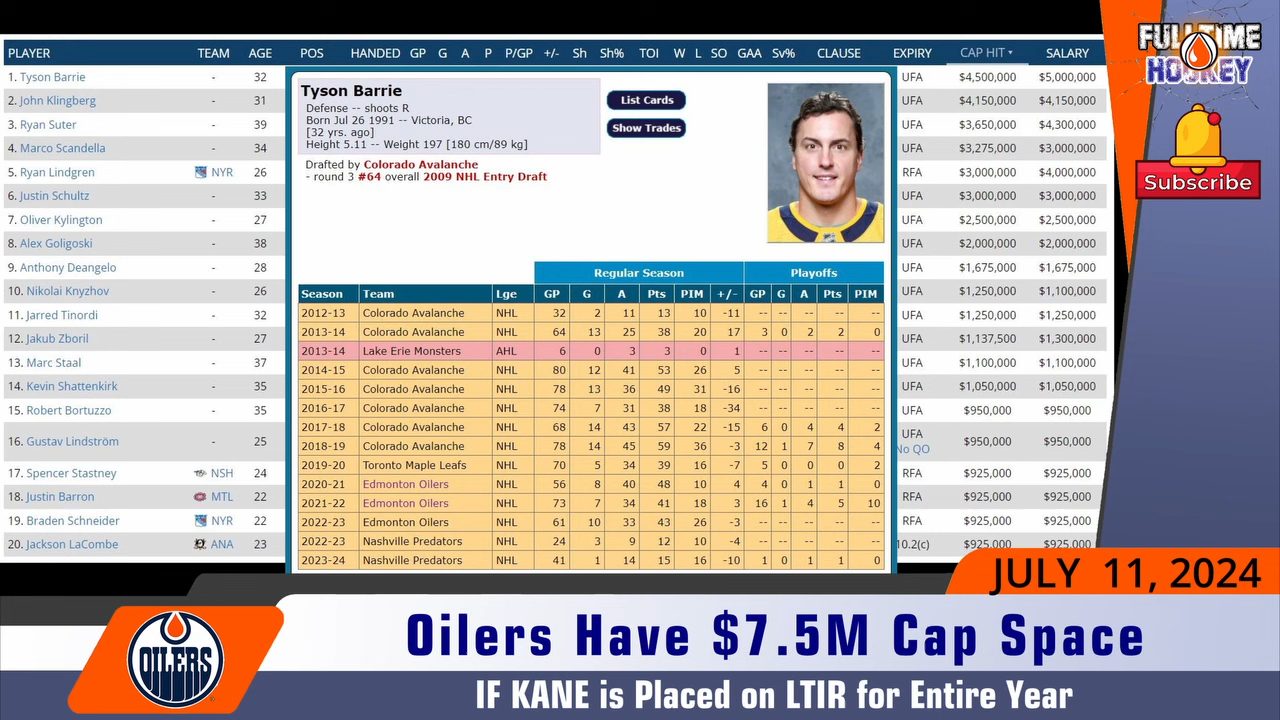 PLAYER TEAM AGE POS HANDED GP G A P P/GP +/- Sh Sh% TOI W L SO GAA Sv% CLAUSE EXPIRY CAP HIT▾ SALARY
FULLTIME
HOCKEY
Subscribe
1. Tyson Barrie - 32 UFA $4,500,000 $5,000,000
2. John Klingberg - 31 UFA $4,150,000 $4,150,000
3. Ryan Suter - 39 UFA $3,650,000 $4,300,000
4. Marco Scandella - 34 UFA $3,275,000 $3,000,000
5. Ryan Lindgren NYR 26 RFA $3,000,000 $4,000,000
6. Justin Schultz - 33 UFA $3,000,000 $3,000,000
7. Oliver Kylington - 27 UFA $2,500,000 $2,500,000
8. Alex Goligoski - 38 UFA $2,000,000 $2,000,000
9. Anthony Deangelo - 28 UFA $1,675,000 $1,675,000
10. Nikolai Knyzhov - 26 UFA $1,250,000 $1,100,000
11. Jarred Tinordi - 32 UFA $1,250,000 $1,250,000
12. Jakub Zboril - 27 UFA $1,137,500 $1,300,000
13. Marc Staal - 37 UFA $1,100,000 $1,100,000
14. Kevin Shattenkirk - 35 UFA $1,050,000 $1,050,000
15. Robert Bortuzzo - 35 UFA $950,000 $950,000
16. Gustav Lindström - 25 UFA No QO $950,000 $950,000
17. Spencer Stastney NSH 24 RFA $925,000 $925,000
18. Justin Barron MTL 22 RFA $925,000 $925,000
19. Braden Schneider NYR 22 RFA $925,000 $925,000
20. Jackson LaCombe ANA 23 10.2(c) $925,000 $925,000
Tyson Barrie
Defense -- shoots R
Born Jul 26 1991 -- Victoria, BC
[32 yrs. ago]
Height 5.11 -- Weight 197 [180 cm/89 kg]
Drafted by Colorado Avalanche
- round 3 #64 overall 2009 NHL Entry Draft
List Cards
Show Trades
Regular Season Playoffs
Season Team Lge GP G A Pts PIM +/- GP G A Pts PIM
2012-13 Colorado Avalanche NHL 32 2 11 13 10 -11 -- -- -- -- --
2013-14 Colorado Avalanche NHL 64 13 25 38 20 17 3 0 2 2 0
2013-14 Lake Erie Monsters AHL 6 0 3 3 0 1 -- -- -- -- --
2014-15 Colorado Avalanche NHL 80 12 41 53 26 5 -- -- -- -- --
2015-16 Colorado Avalanche NHL 78 13 36 49 31 -16 -- -- -- -- --
2016-17 Colorado Avalanche NHL 74 7 31 38 18 -34 -- -- -- -- --
2017-18 Colorado Avalanche NHL 68 14 43 57 22 -15 6 0 4 4 2
2018-19 Colorado Avalanche NHL 78 14 45 59 36 -3 12 1 7 8 4
2019-20 Toronto Maple Leafs NHL 70 5 34 39 16 -7 5 0 0 0 2
2020-21 Edmonton Oilers NHL 56 8 40 48 10 4 4 0 1 1 0
2021-22 Edmonton Oilers NHL 73 7 34 41 18 3 16 1 4 5 10
2022-23 Edmonton Oilers NHL 61 10 33 43 26 -3 -- -- -- -- --
2022-23 Nashville Predators NHL 24 3 9 12 10 -4 -- -- -- -- --
2023-24 Nashville Predators NHL 41 1 14 15 16 -10 1 0 1 1 0
JULY 11, 2024
OILERS
Oilers Have $7.5M Cap Space
IF KANE is Placed on LTIR for Entire Year